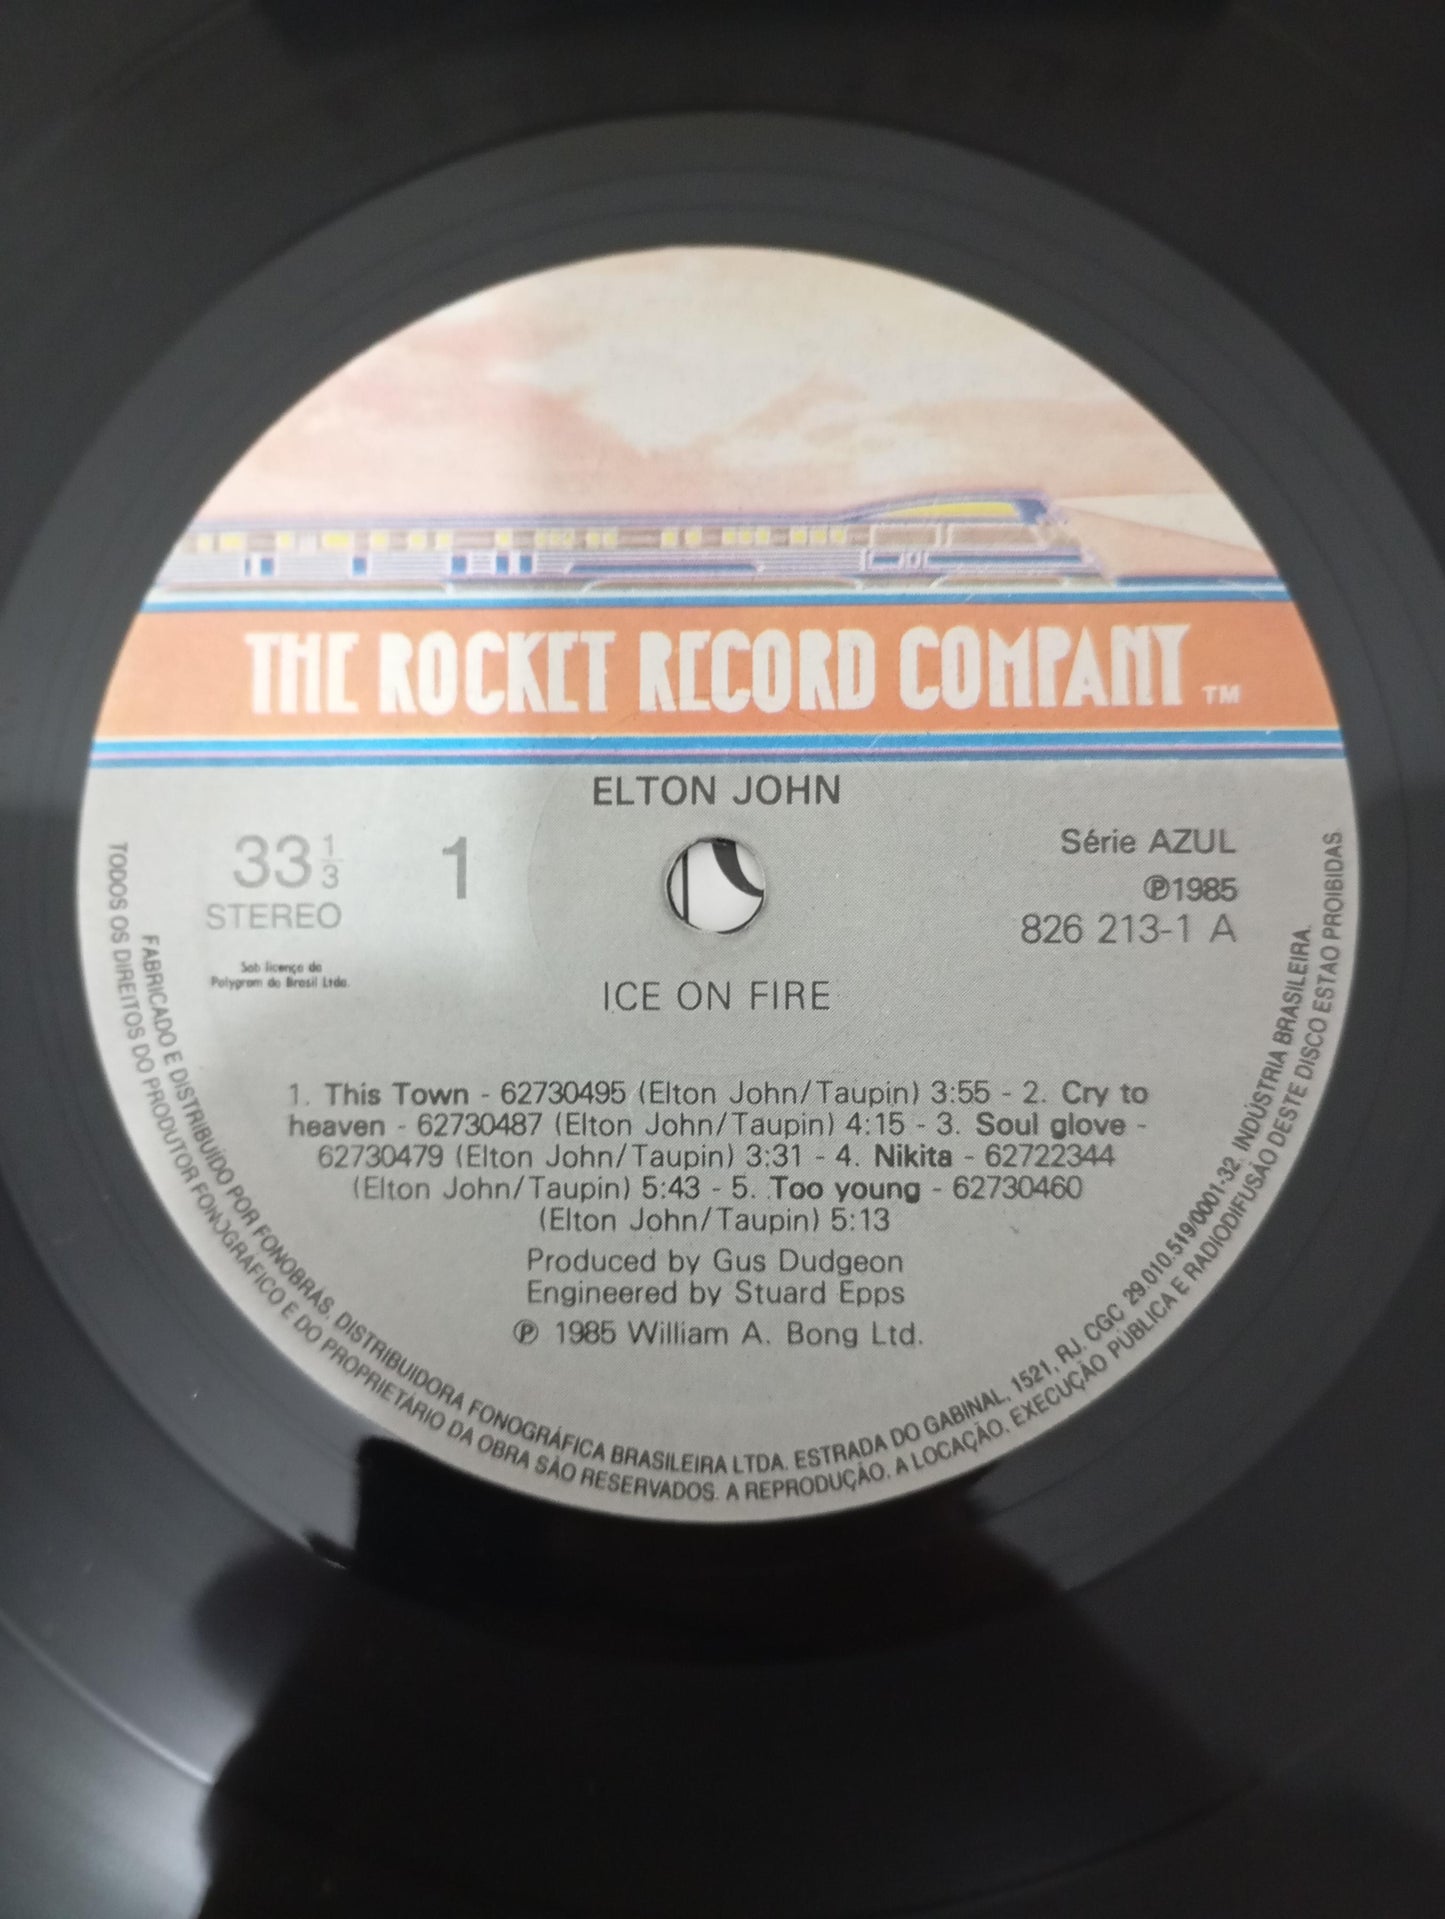 THE ROCKET RECORD COMPANY TM
ELTON JOHN
33 1/3
STEREO
1
Série AZUL
℗1985
826 213-1 A
Sob licença da
Polygram do Brasil Ltda.
ICE ON FIRE
1. This Town - 62730495 (Elton John/Taupin) 3:55 - 2. Cry to
heaven - 62730487 (Elton John/Taupin) 4:15 - 3. Soul glove -
62730479 (Elton John/Taupin) 3:31 - 4. Nikita - 62722344
(Elton John/Taupin) 5:43 - 5. Too young - 62730460
(Elton John/Taupin) 5:13
Produced by Gus Dudgeon
Engineered by Stuard Epps
℗ 1985 William A. Bong Ltd.
FABRICADO E DISTRIBUÍDO POR FONOBRÁS, DISTRIBUIDORA FONOGRÁFICA BRASILEIRA LTDA. ESTRADA DO GABINAL, 1521, RJ. CGC 29.010.519/0001-32. INDÚSTRIA BRASILEIRA.
TODOS OS DIREITOS DO PRODUTOR FONOGRÁFICO E DO PROPRIETÁRIO DA OBRA SÃO RESERVADOS. A REPRODUÇÃO, A LOCAÇÃO, EXECUÇÃO PÚBLICA E RADIODIFUSÃO DESTE DISCO ESTÃO PROIBIDAS.